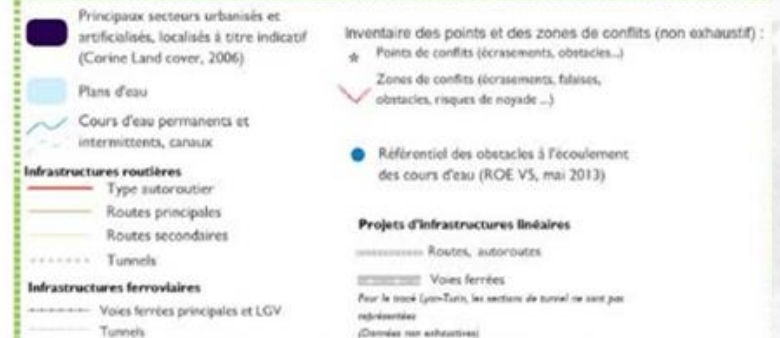 Principaux secteurs urbanisés et
artificialisés, localisés à titre indicatif
(Corine Land cover, 2006)
Plans d'eau
Cours d'eau permanents et
intermittents, canaux
Infrastructures routières
Type autoroutier
Routes principales
Routes secondaires
Tunnels
Infrastructures ferroviaires
Voies ferrées principales et LGV
Tunnels
Inventaire des points et des zones de conflits (non exhaustif) :
Points de conflits (écrasements, obstacles...)
Zones de conflits (écrasements, falaises,
obstacles, risques de noyade ...)
Référentiel des obstacles à l'écoulement
des cours d'eau (ROE V5, mai 2013)
Projets d'infrastructures linéaires
Routes, autoroutes
Voies ferrées
Pour le tracé Lyon-Turin, les sections de tunnel ne sont pas
représentées
(Données non exhaustives)